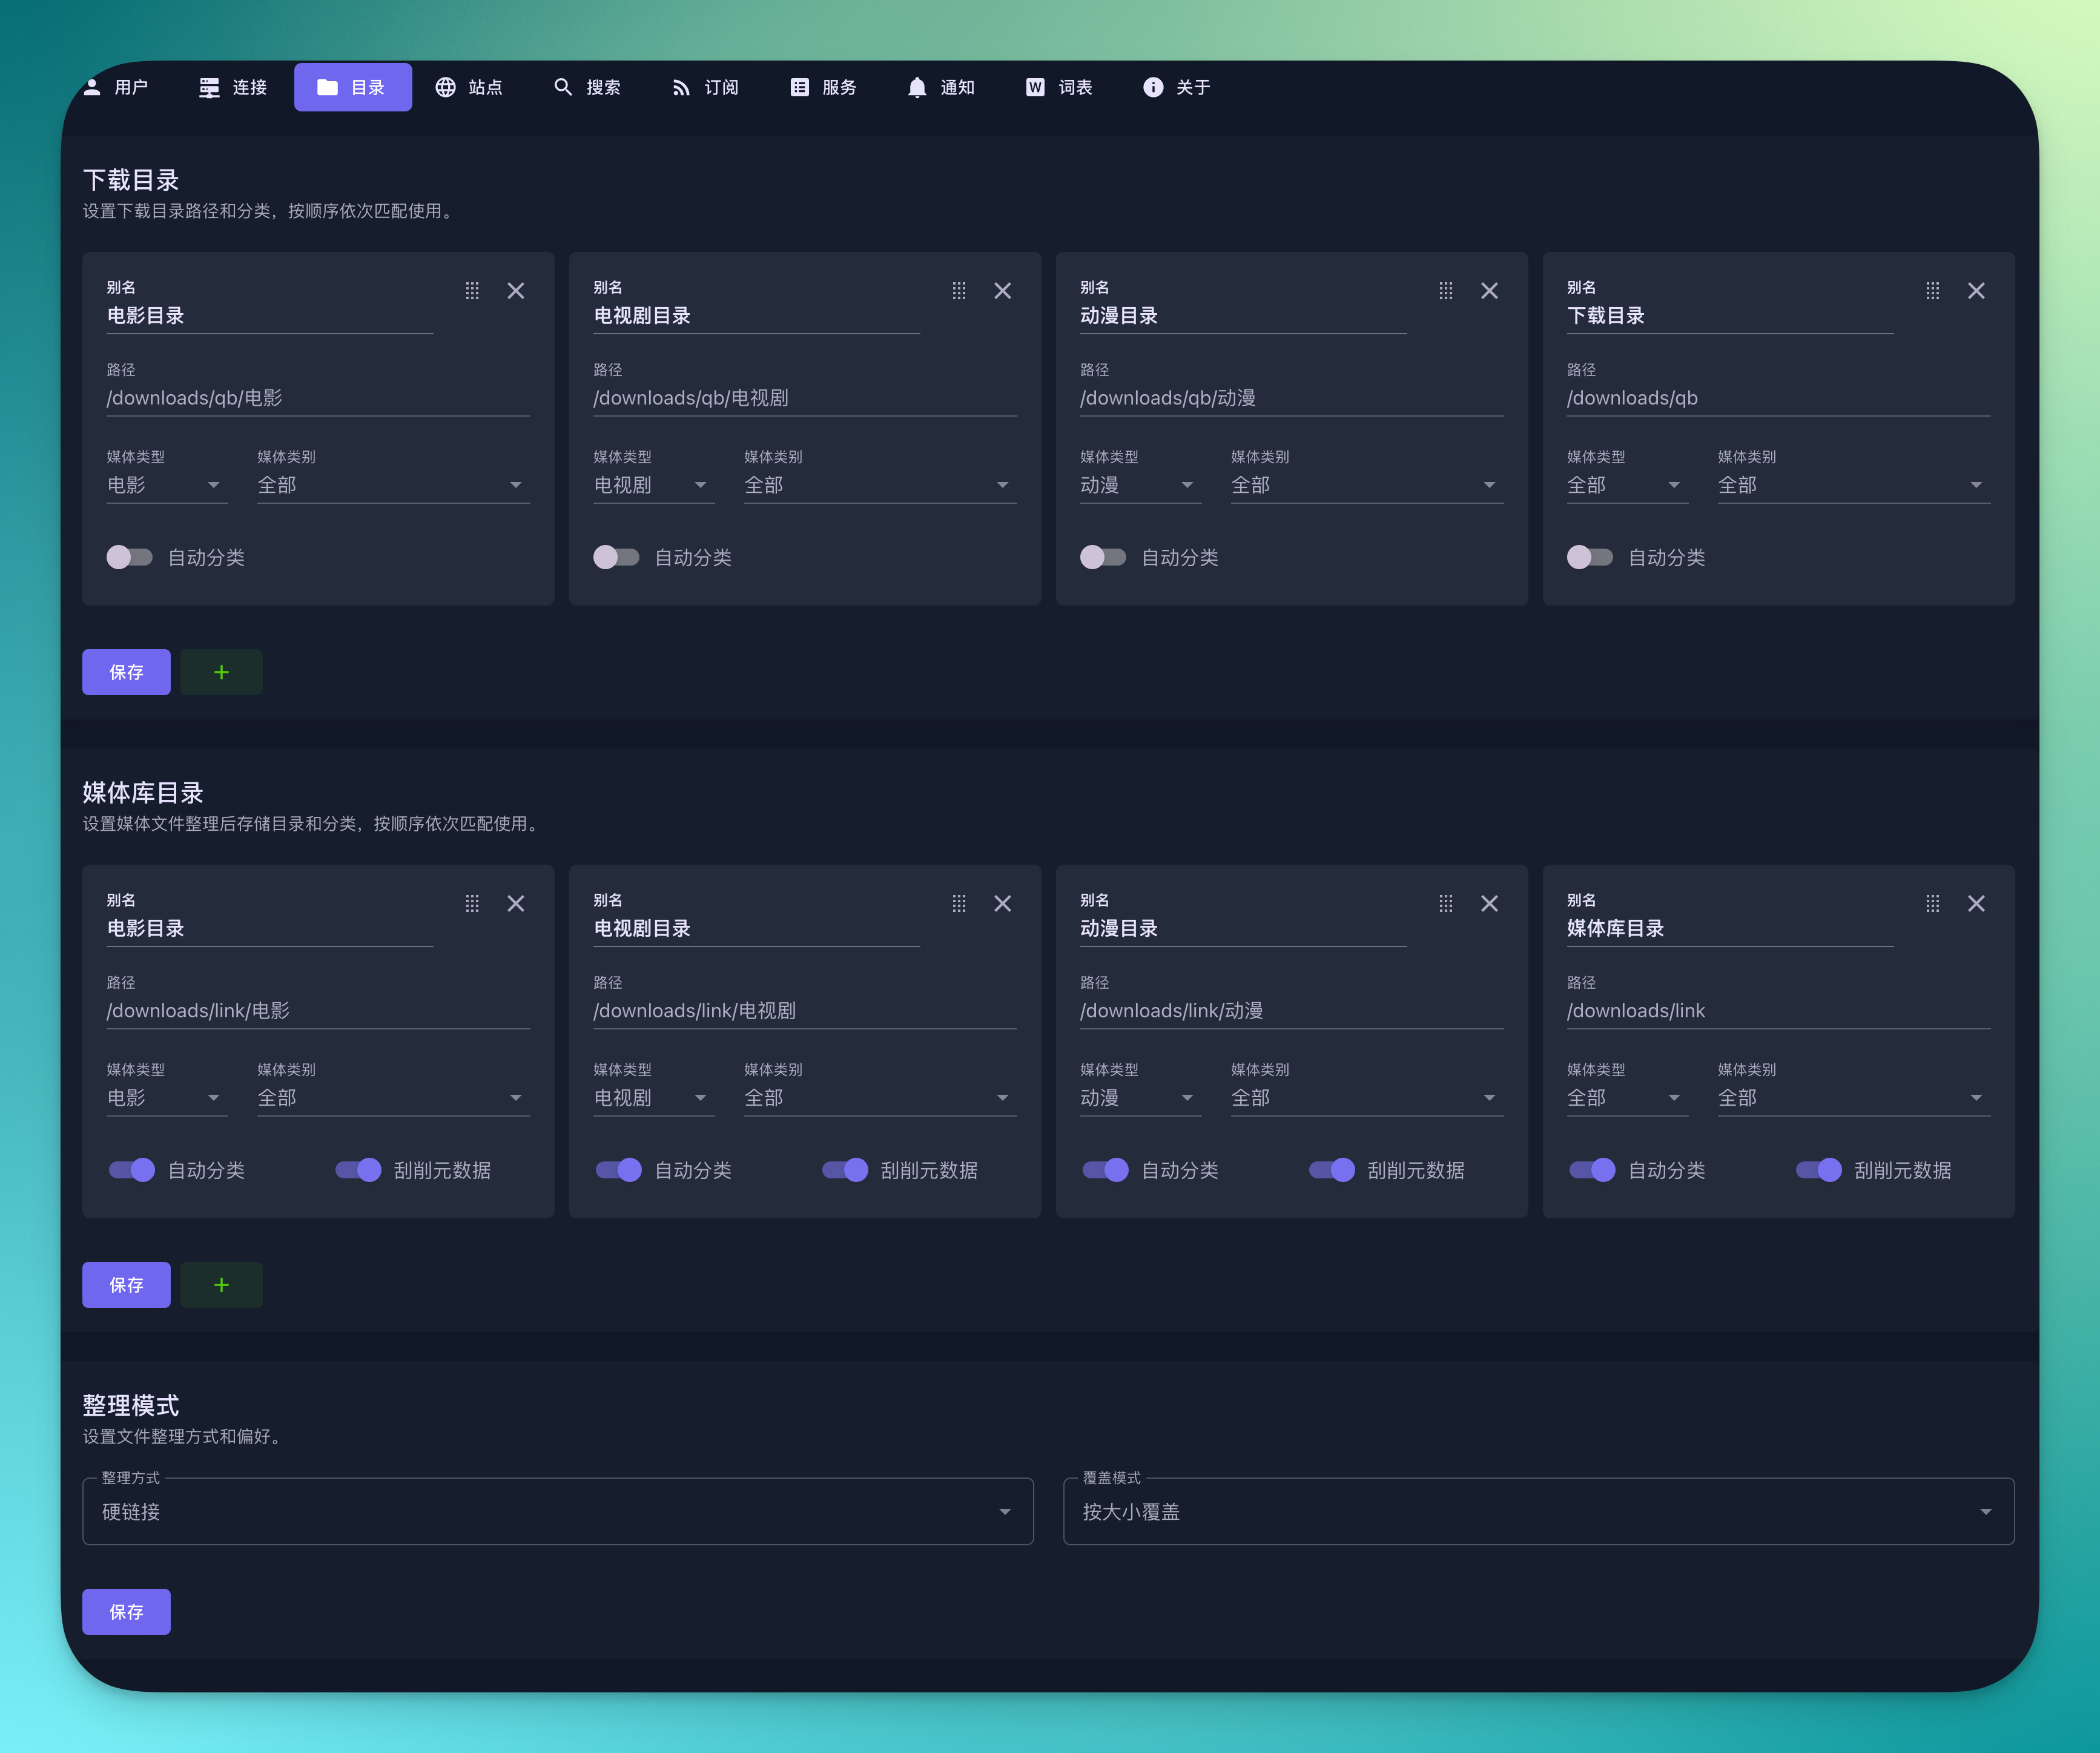 用户 连接 目录 站点 搜索 订阅 服务 通知 W 词表 关于
下载目录
设置下载目录路径和分类，按顺序依次匹配使用。
别名 别名 别名 别名
电影目录 电视剧目录 动漫目录 下载目录
路径 路径 路径 路径
/downloads/qb/电影 /downloads/qb/电视剧 /downloads/qb/动漫 /downloads/qb
媒体类型 媒体类别 媒体类型 媒体类别 媒体类型 媒体类别 媒体类型 媒体类别
电影 全部 电视剧 全部 动漫 全部 全部 全部
自动分类 自动分类 自动分类 自动分类
保存 +
媒体库目录
设置媒体文件整理后存储目录和分类，按顺序依次匹配使用。
别名 别名 别名 别名
电影目录 电视剧目录 动漫目录 媒体库目录
路径 路径 路径 路径
/downloads/link/电影 /downloads/link/电视剧 /downloads/link/动漫 /downloads/link
媒体类型 媒体类别 媒体类型 媒体类别 媒体类型 媒体类别 媒体类型 媒体类别
电影 全部 电视剧 全部 动漫 全部 全部 全部
自动分类 刮削元数据 自动分类 刮削元数据 自动分类 刮削元数据 自动分类 刮削元数据
保存 +
整理模式
设置文件整理方式和偏好。
整理方式 覆盖模式
硬链接 按大小覆盖
保存